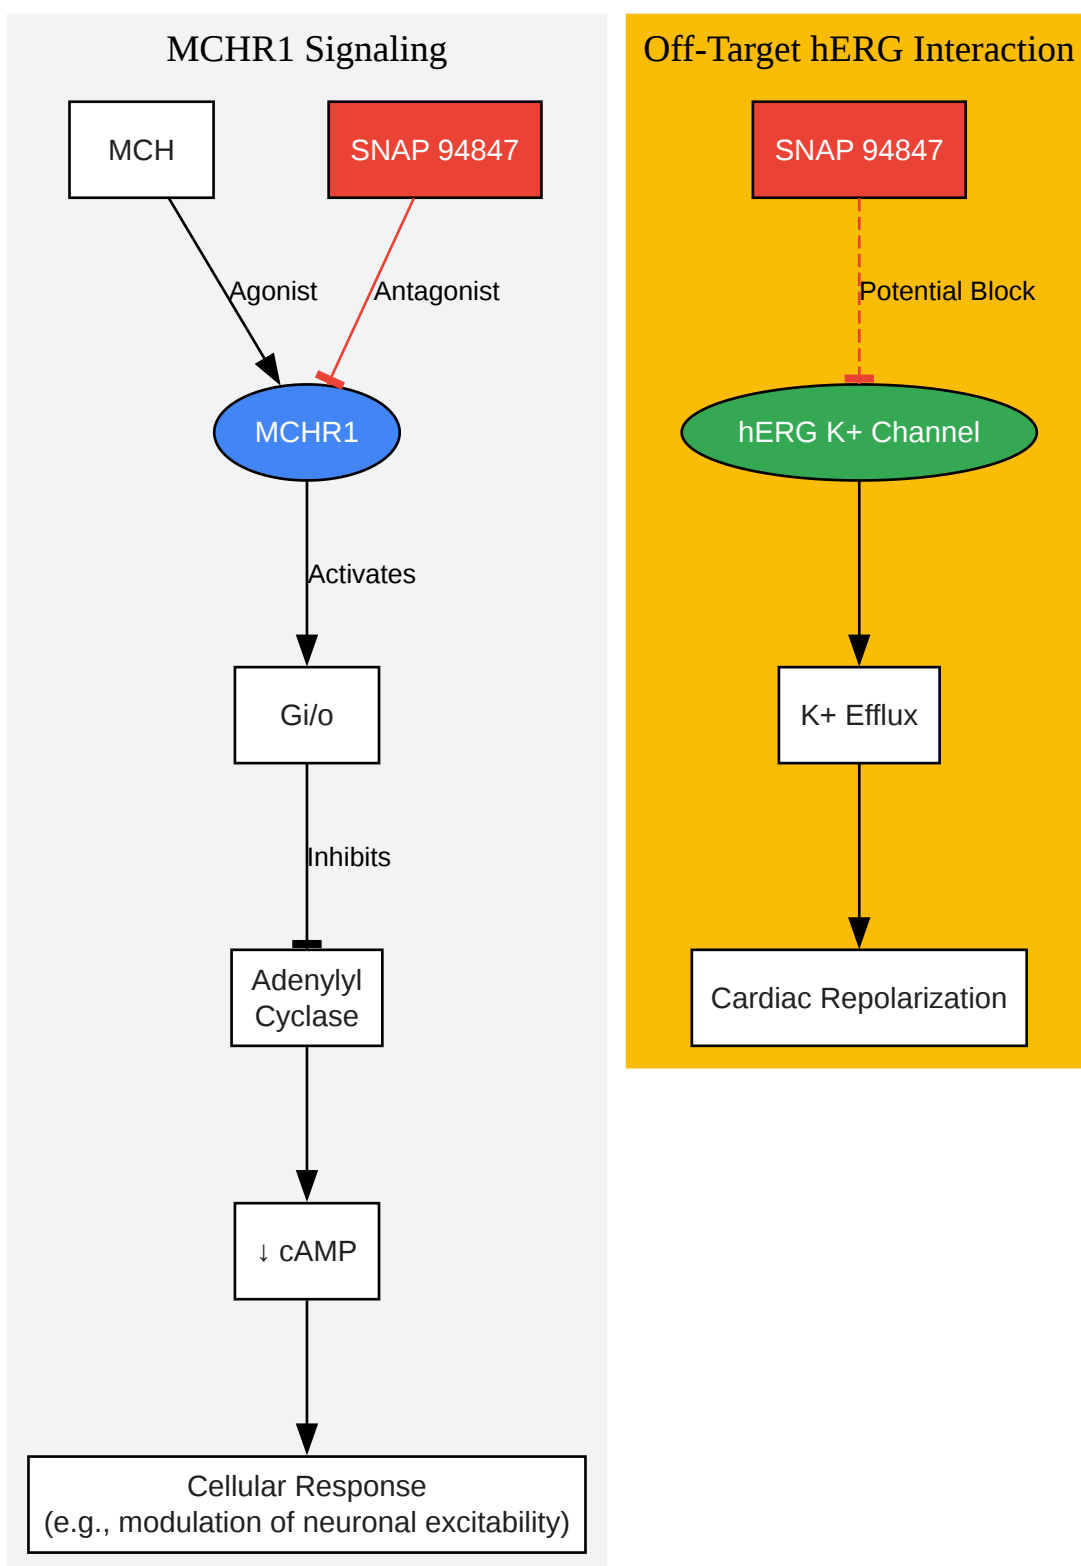 MCHR1 Signaling
MCH
SNAP 94847
Agonist
Antagonist
MCHR1
Activates
Gi/o
Inhibits
Adenylyl
Cyclase
↓ cAMP
Cellular Response
(e.g., modulation of neuronal excitability)
Off-Target hERG Interaction
SNAP 94847
Potential Block
hERG K+ Channel
K+ Efflux
Cardiac Repolarization